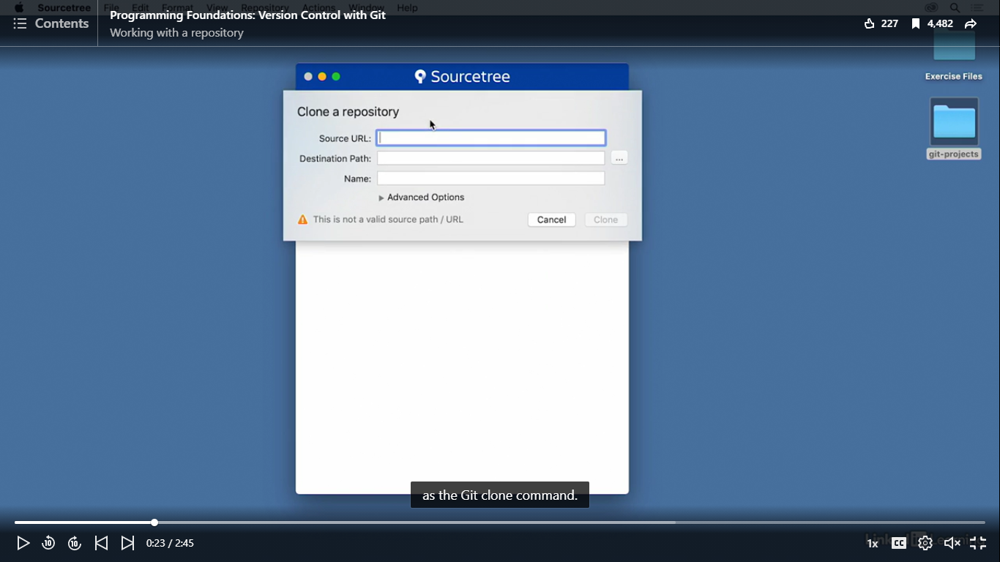 Sourcetree File Edit Format View Repository Actions Window Help
Contents
Programming Foundations: Version Control with Git
Working with a repository
227
4,482
Exercise Files
git-projects
Sourcetree
Clone a repository
Source URL:
Destination Path:
...
Name:
Advanced Options
This is not a valid source path / URL
Cancel
Clone
as the Git clone command.
10
10
0:23 / 2:45
1x
CC